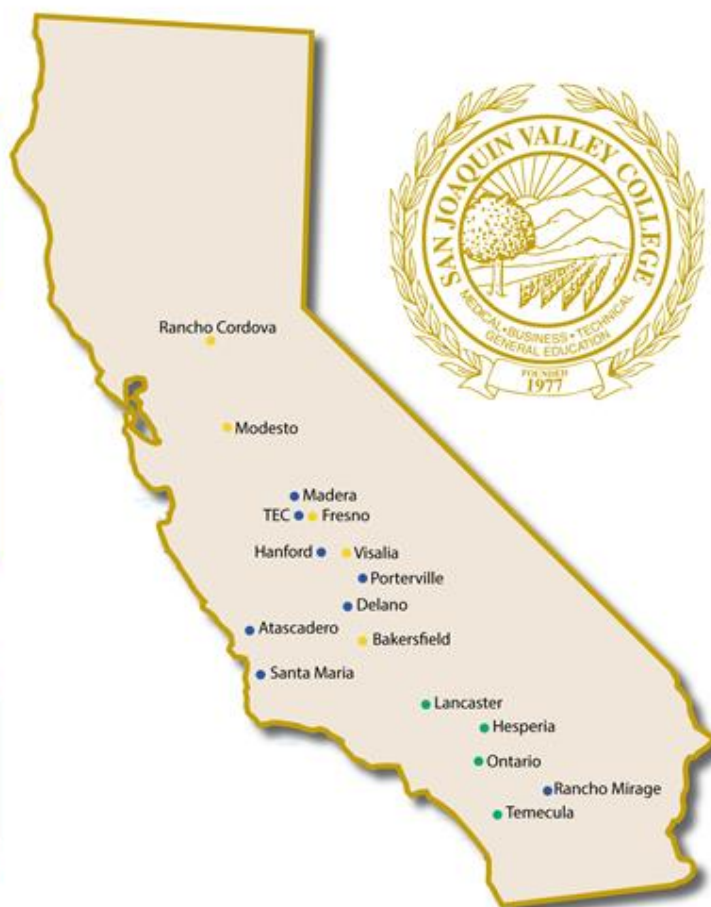 SAN JOAQUIN VALLEY COLLEGE
MEDICAL • BUSINESS • TECHNICAL
GENERAL EDUCATION
FOUNDED
1977
Rancho Cordova
Modesto
Madera
TEC
Fresno
Hanford
Visalia
Porterville
Delano
Atascadero
Bakersfield
Santa Maria
Lancaster
Hesperia
Ontario
Rancho Mirage
Temecula